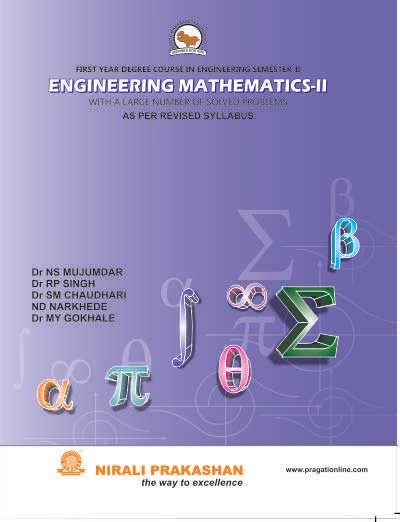 FIRST YEAR DEGREE COURSE IN ENGINEERING SEMESTER-II
ENGINEERING MATHEMATICS-II
WITH A LARGE NUMBER OF SOLVED PROBLEMS
AS PER REVISED SYLLABUS
Dr NS MUJUMDAR
Dr RP SINGH
Dr SM CHAUDHARI
ND NARKHEDE
Dr MY GOKHALE
β
Σ
β
α
∫
∞
Σ
∫
∞
θ
π
θ
α
π
NIRALI PRAKASHAN
the way to excellence
www.pragationline.com